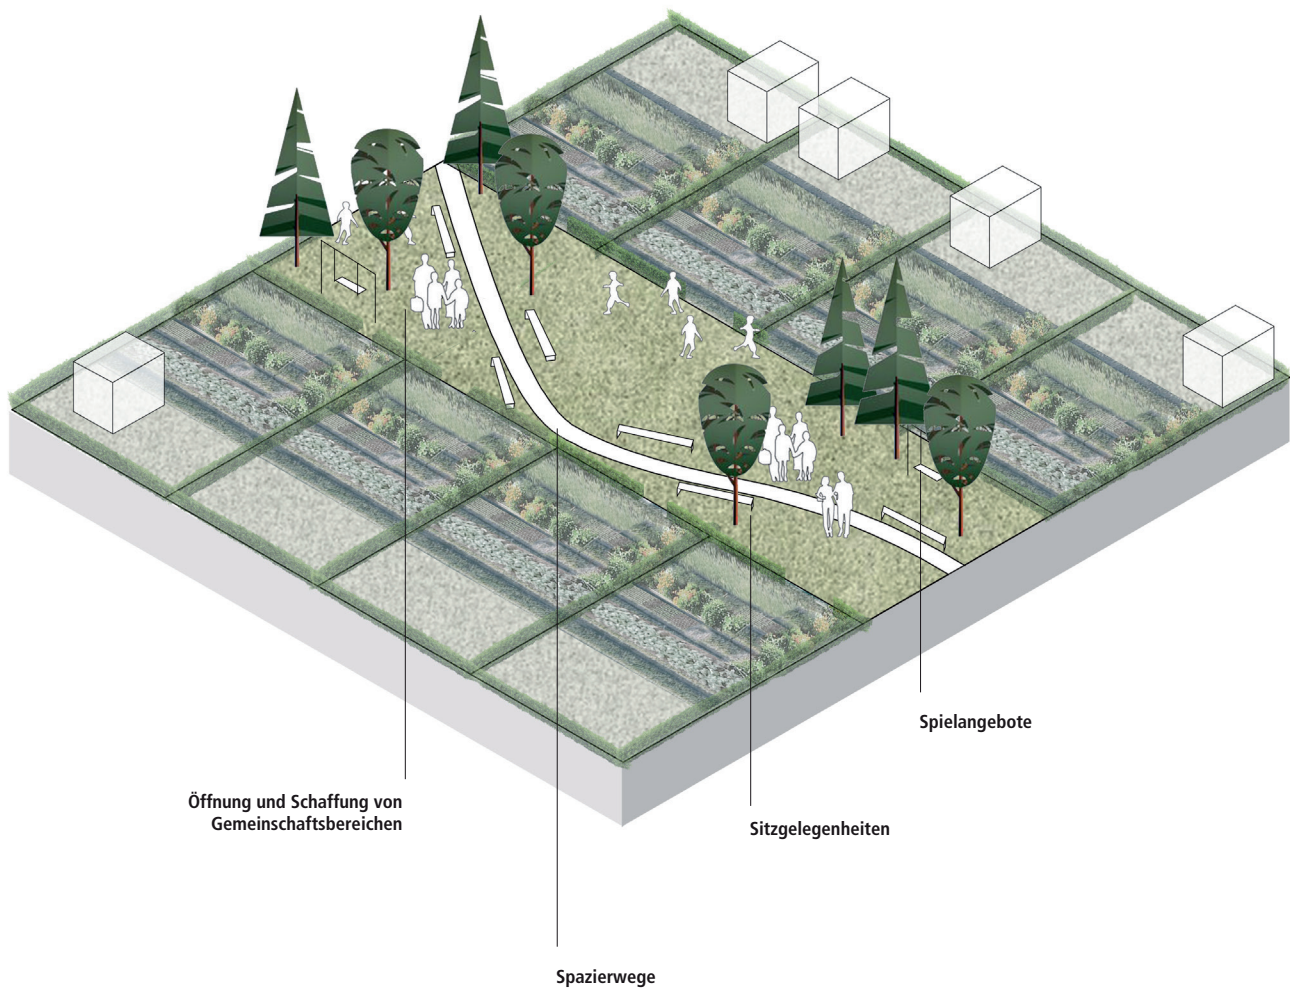 Spielangebote
Öffnung und Schaffung von
Gemeinschaftsbereichen
Sitzgelegenheiten
Spazierwege